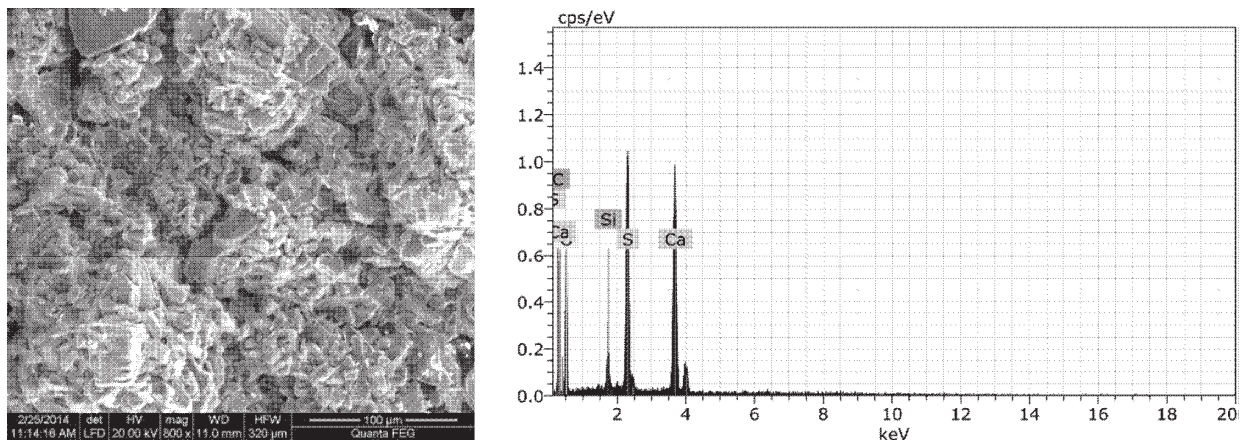 2/25/2014 det HV mag WD HFW 100 µm
11:14:16 AM LFD 20.00 kV 800 x 11.0 mm 320 µm Quanta FEG
cps/eV
1.4
1.2
1.0
0.8
0.6
0.4
0.2
0.0
C
S
Ca
Si
S
Ca
2 4 6 8 10 12 14 16 18 20
keV